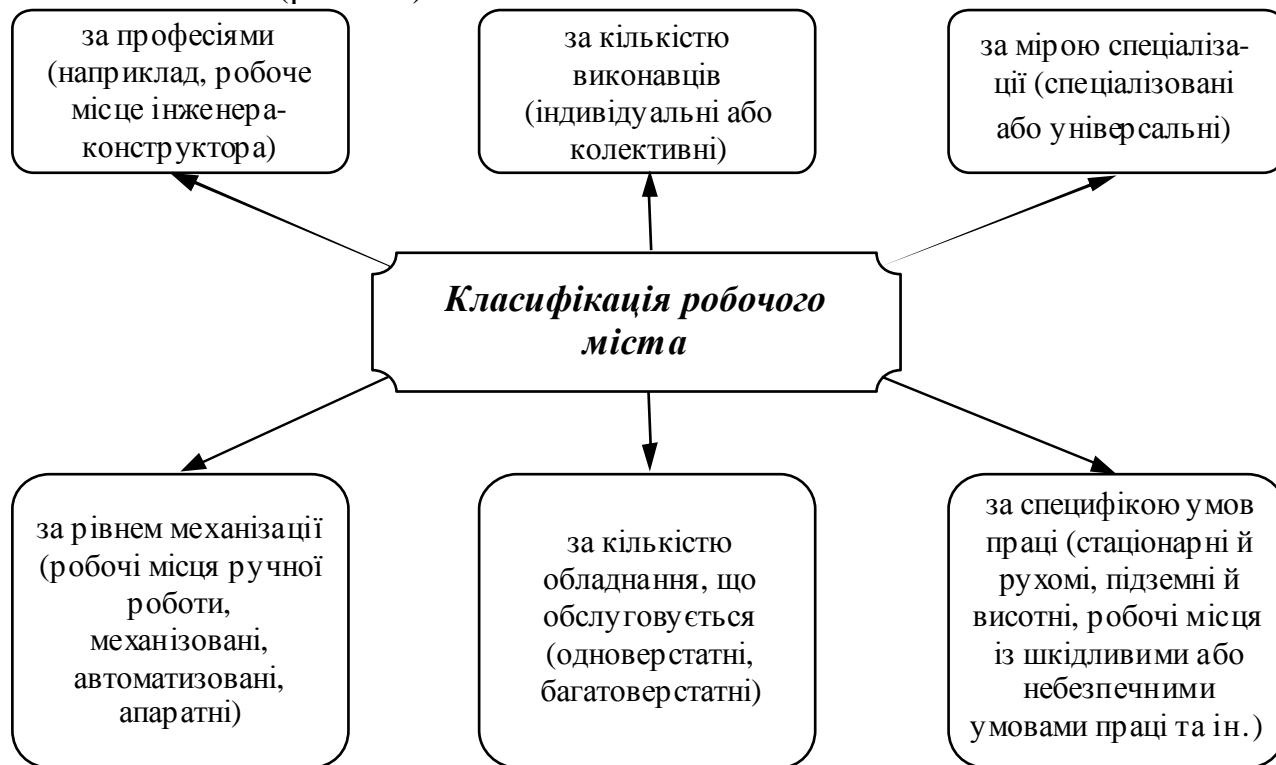 за професіями
(наприклад, робоче
місце інженера-
конструктора)
за кількістю
виконавців
(індивідуальні або
колективні)
за мірою спеціаліза-
ції (спеціалізовані
або універсальні)
Класифікація робочого
міста
за рівнем механізації
(робочі місця ручної
роботи,
механізовані,
автоматизовані,
апаратні)
за кількістю
обладнання, що
обслуговується
(одноверстатні,
багатоверстатні)
за специфікою умов
праці (стаціонарні й
рухомі, підземні й
висотні, робочі місця
із шкідливими або
небезпечними
умовами праці та ін.)